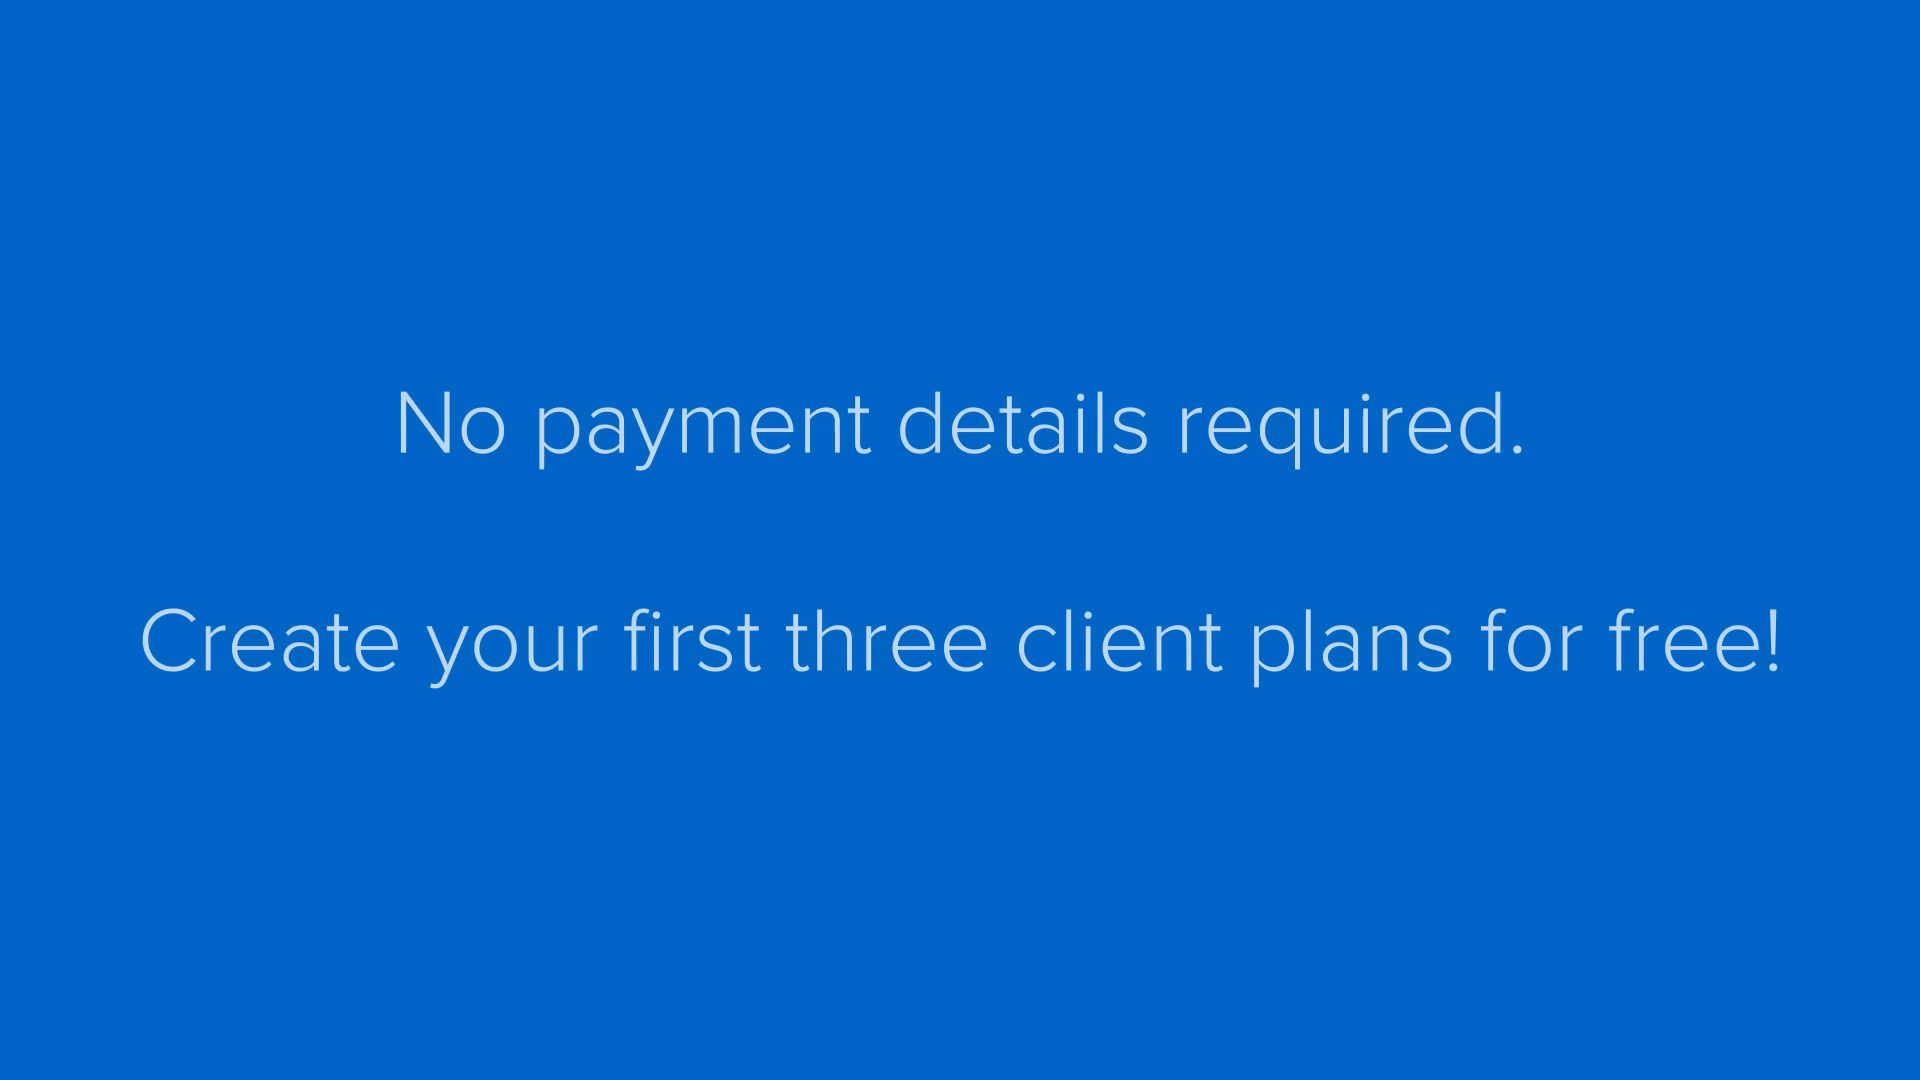 No payment details required.
Create your first three client plans for free!